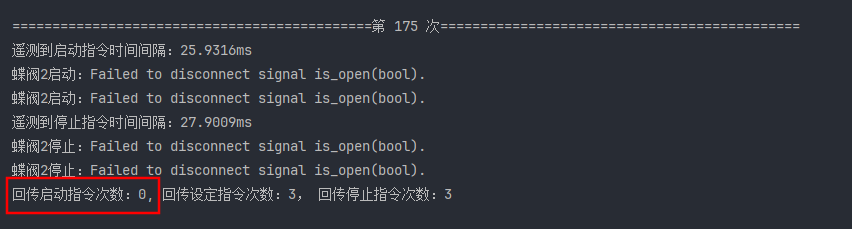 =============================================第 175 次=============================================
遥测到启动指令时间间隔：25.9316ms
蝶阀2启动：Failed to disconnect signal is_open(bool).
蝶阀2启动：Failed to disconnect signal is_open(bool).
遥测到停止指令时间间隔：27.9009ms
蝶阀2停止：Failed to disconnect signal is_open(bool).
蝶阀2停止：Failed to disconnect signal is_open(bool).
回传启动指令次数：0, 回传设定指令次数：3， 回传停止指令次数：3